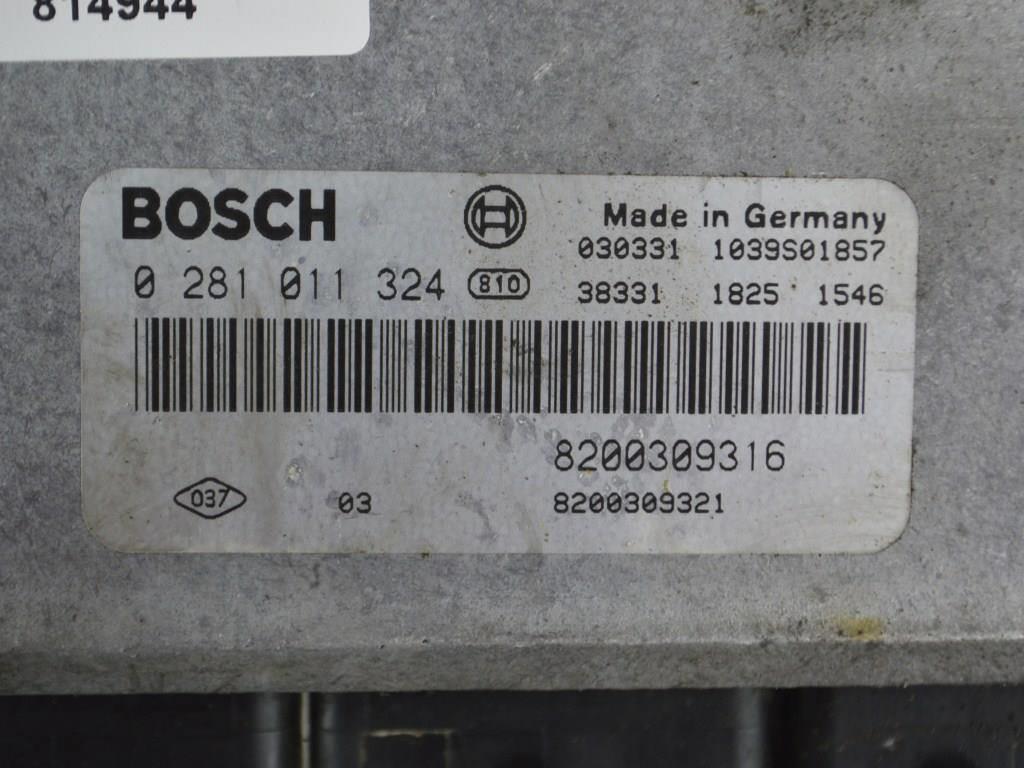 814944
BOSCH
Made in Germany
030331 1039S01857
0 281 011 324 810
38331 1825 1546
8200309316
037 03 8200309321